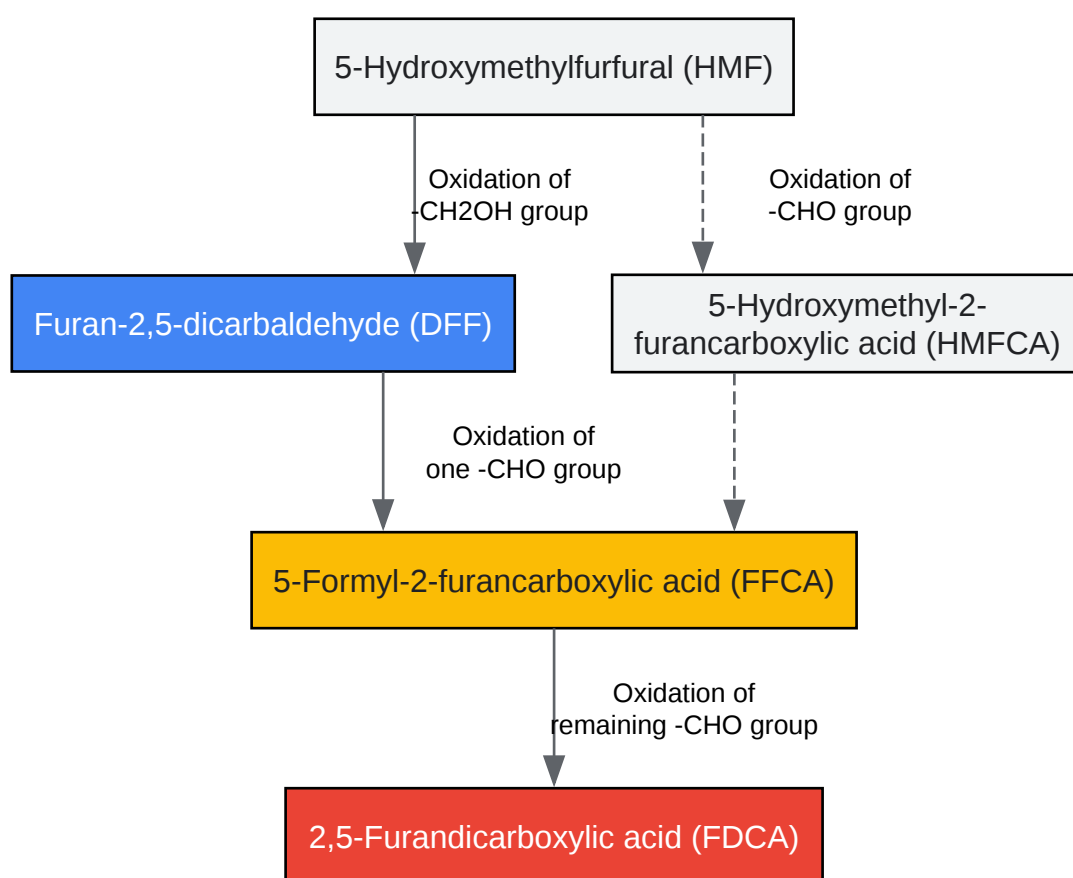 5-Hydroxymethylfurfural (HMF)
Oxidation of
-CH2OH group
Oxidation of
-CHO group
Furan-2,5-dicarbaldehyde (DFF)
5-Hydroxymethyl-2-
furancarboxylic acid (HMFCA)
Oxidation of
one -CHO group
5-Formyl-2-furancarboxylic acid (FFCA)
Oxidation of
remaining -CHO group
2,5-Furandicarboxylic acid (FDCA)